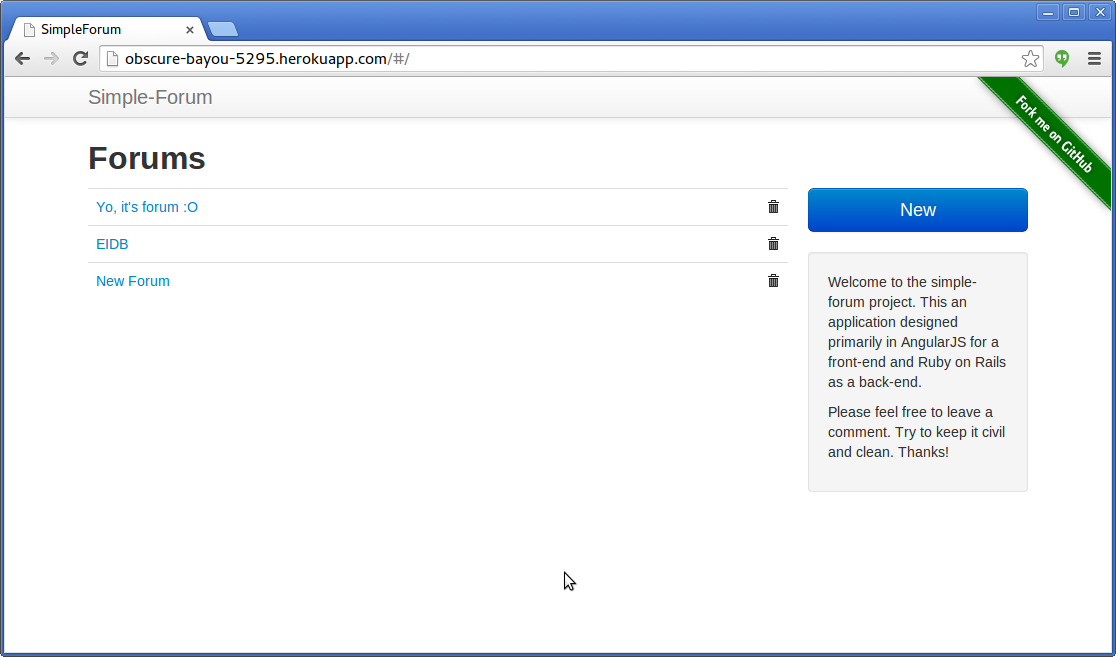 SimpleForum
obscure-bayou-5295.herokuapp.com/#/
Simple-Forum
Fork me on GitHub
Forums
Yo, it's forum :O
EIDB
New Forum
New
Welcome to the simple-
forum project. This an
application designed
primarily in AngularJS for a
front-end and Ruby on Rails
as a back-end.
Please feel free to leave a
comment. Try to keep it civil
and clean. Thanks!